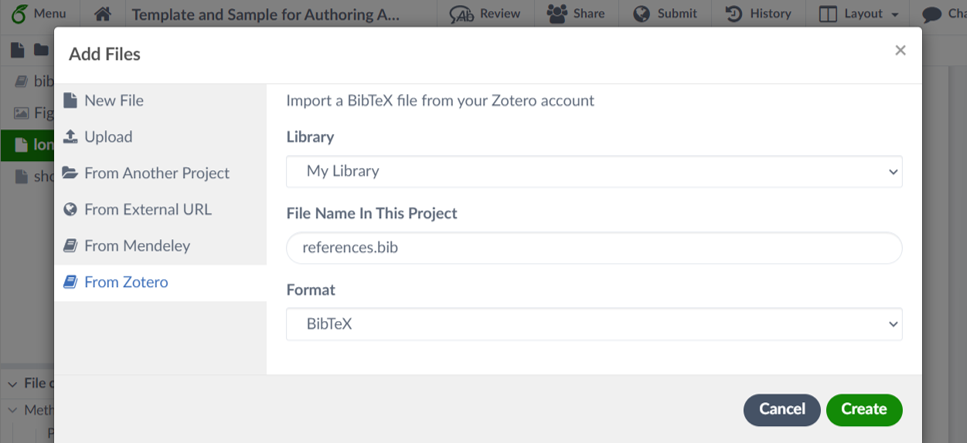 Menu
Template and Sample for Authoring A...
Review
Share
Submit
History
Layout
Add Files
×
bib
Fig
lon
sho
File
Meth
New File
Upload
From Another Project
From External URL
From Mendeley
From Zotero
Import a BibTeX file from your Zotero account
Library
My Library
File Name In This Project
references.bib
Format
BibTeX
Cancel
Create